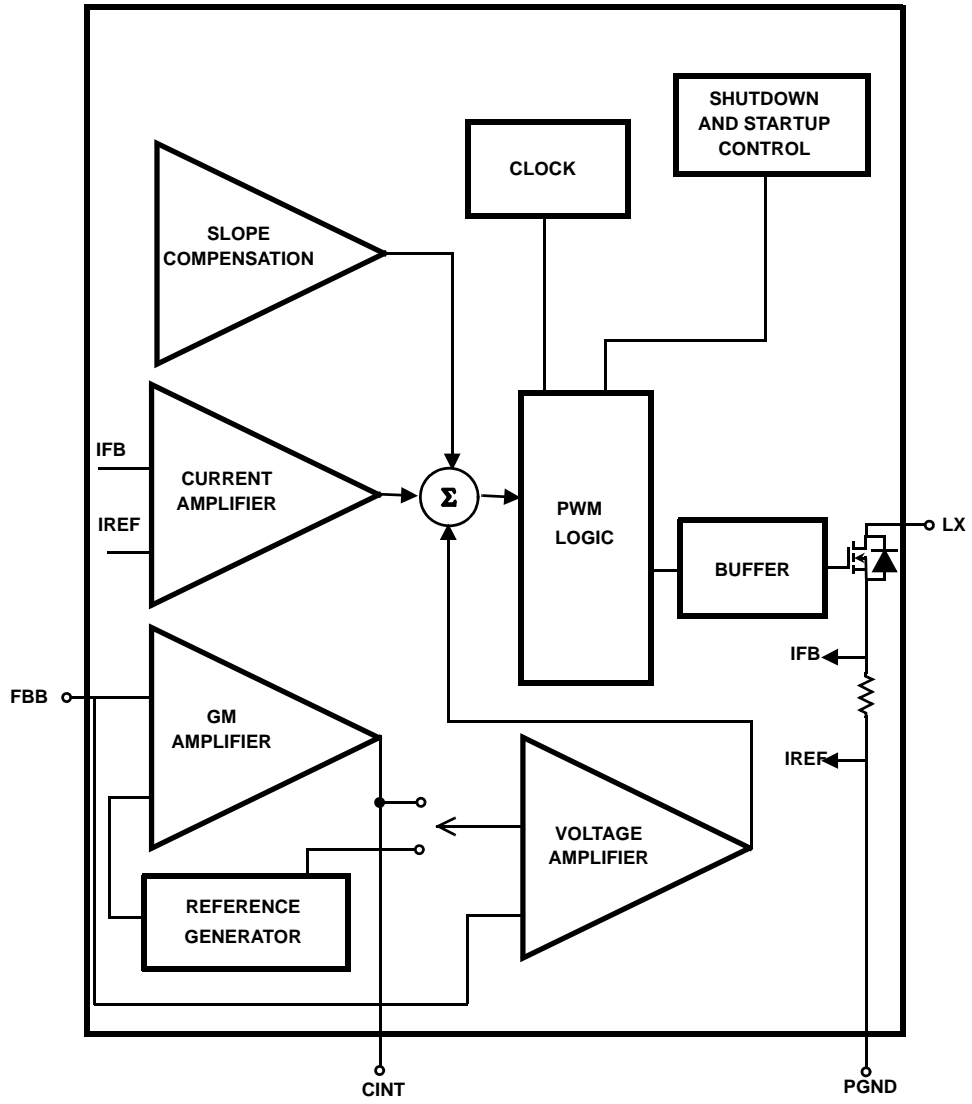 SHUTDOWN
AND STARTUP
CONTROL
CLOCK
SLOPE
COMPENSATION
IFB
CURRENT
AMPLIFIER
IREF
Σ
PWM
LOGIC
LX
BUFFER
IFB
FBB
GM
AMPLIFIER
IREF
VOLTAGE
AMPLIFIER
REFERENCE
GENERATOR
CINT
PGND